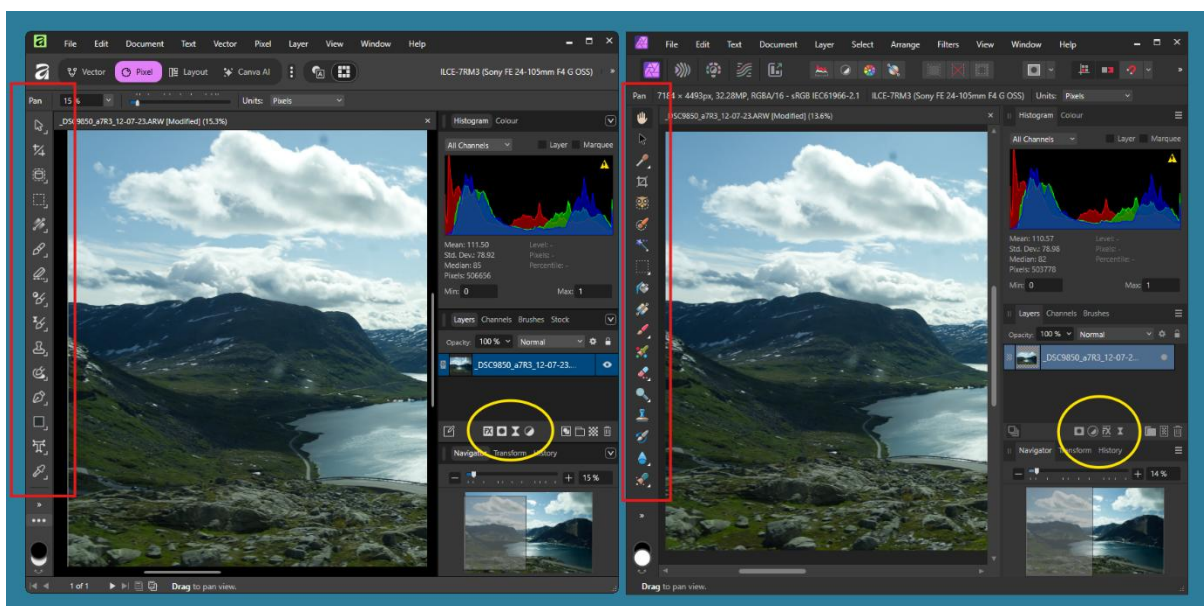 File Edit Document Text Vector Pixel Layer View Window Help
Vector Pixel Layout Canva AI
ILCE-7RM3 (Sony FE 24-105mm F4 G OSS)
Pan 15 % Units: Pixels
_DSC9850_a7R3_12-07-23.ARW [Modified] (15.3%)
Histogram Colour
All Channels Layer Marquee
Mean: 111.50 Level: -
Std. Dev.: 78.92 Pixels: -
Median: 85 Percentile: -
Pixels: 506656
Min: 0 Max: 1
Layers Channels Brushes Stock
Opacity: 100 % Normal
_DSC9850_a7R3_12-07-23....
FX
Navigator Transform History
15 %
1 of 1 Drag to pan view.
File Edit Text Document Layer Select Arrange Filters View Window Help
Pan 7184 × 4493px, 32.28MP, RGBA/16 - sRGB IEC61966-2.1 ILCE-7RM3 (Sony FE 24-105mm F4 G OSS) Units: Pixels
_DSC9850_a7R3_12-07-23.ARW [Modified] (13.6%)
Histogram Colour
All Channels Layer Marquee
Mean: 110.57 Level: -
Std. Dev.: 78.98 Pixels: -
Median: 82 Percentile: -
Pixels: 503778
Min: 0 Max: 1
Layers Channels Brushes
Opacity: 100 % Normal
_DSC9850_a7R3_12-07-2...
fx
Navigator Transform History
14 %
Drag to pan view.